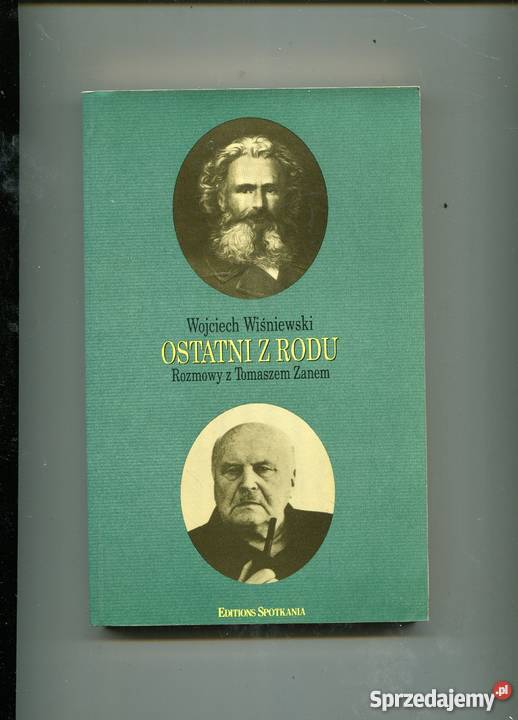 Wojciech Wiśniewski
OSTATNI Z RODU
Rozmowy z Tomaszem Zanem
EDITIONS SPOTKANIA
Sprzedajemy.pl